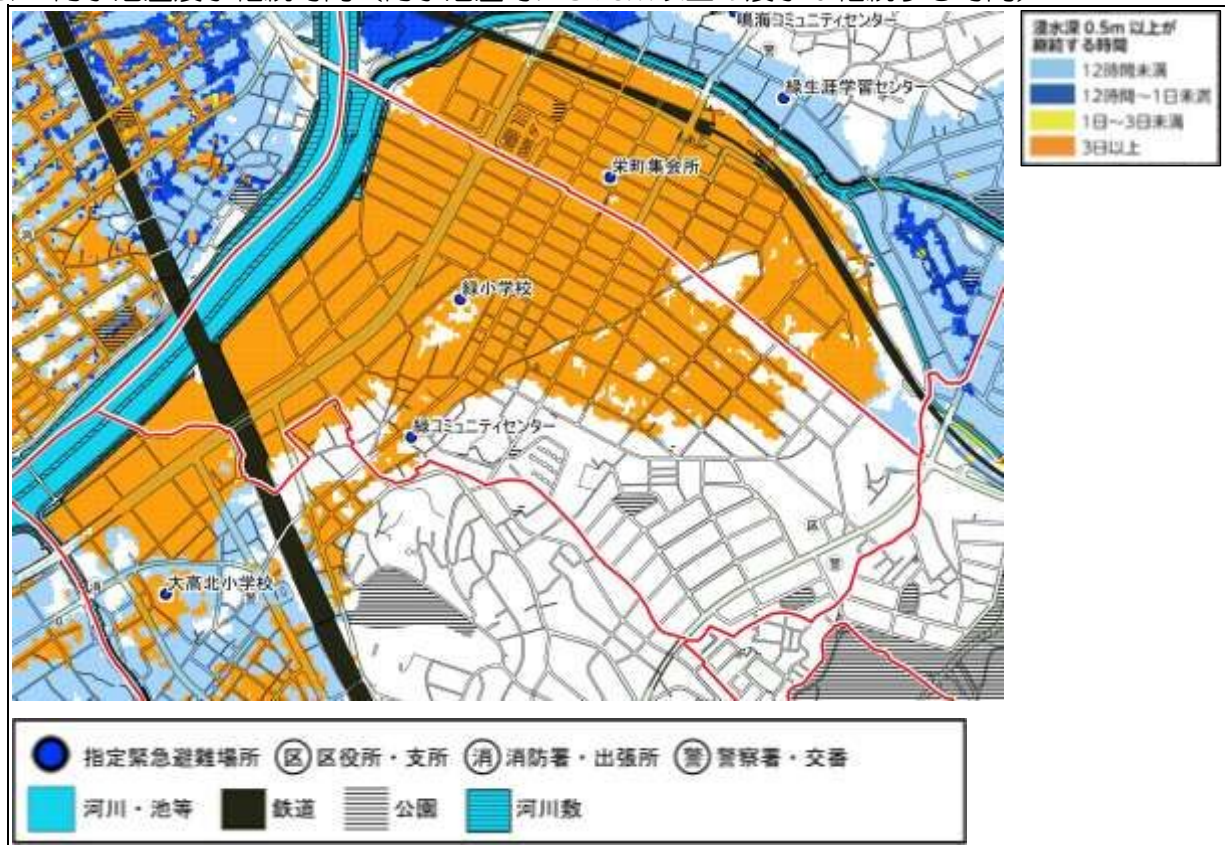 浸水深 0.5m 以上が
継続する時間
12時間未満
12時間～1日未満
1日～3日未満
3日以上
鳴海コミュニティセンター
緑生涯学習センター
栄町集会所
緑小学校
緑コミュニティセンター
大高北小学校
区
警
指定緊急避難場所 区 区役所・支所 消 消防署・出張所 警 警察署・交番
河川・池等 鉄道 公園 河川敷